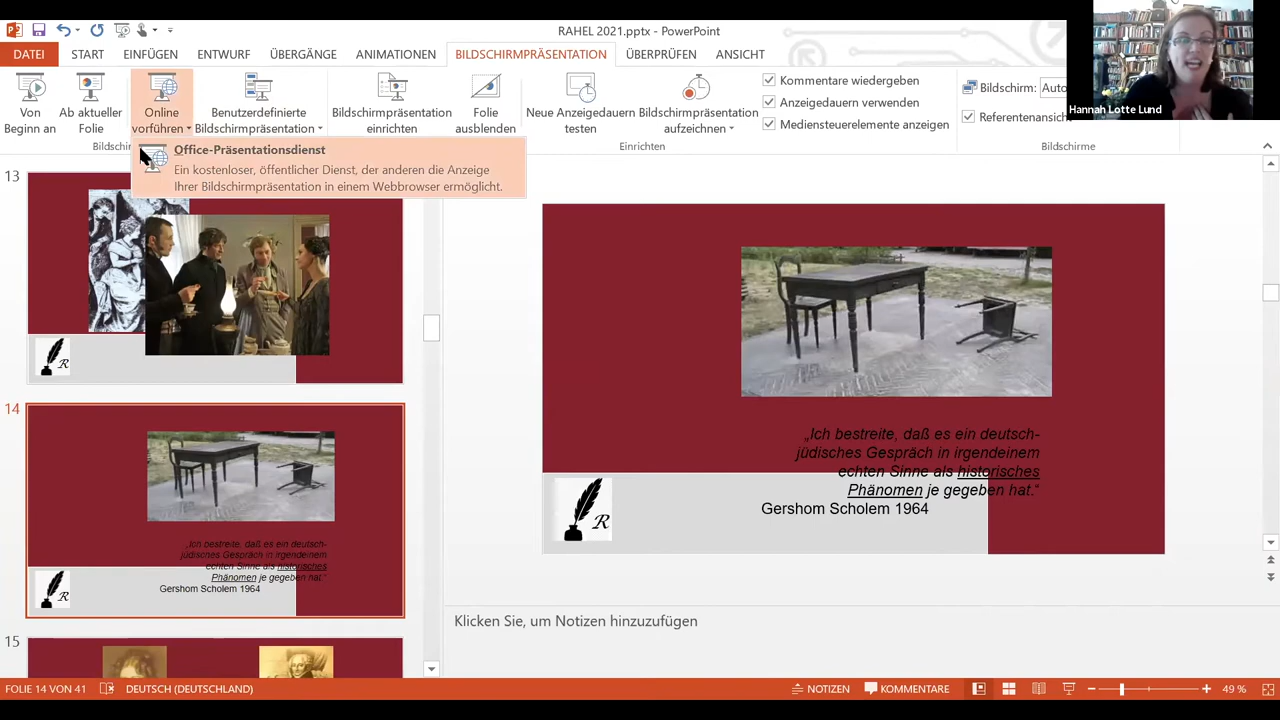 RAHEL 2021.pptx - PowerPoint
DATEI START EINFÜGEN ENTWURF ÜBERGÄNGE ANIMATIONEN BILDSCHIRMPRÄSENTATION ÜBERPRÜFEN ANSICHT
Von Beginn an
Ab aktueller Folie
Online vorführen
Benutzerdefinierte Bildschirmpräsentation
Bildschirmpräsentation einrichten
Folie ausblenden
Neue Anzeigedauern testen
Bildschirmpräsentation aufzeichnen
Kommentare wiedergeben
Anzeigedauern verwenden
Mediensteuerelemente anzeigen
Bildschirm: Auto
Referentenansicht
Hannah Lotte Lund
Einrichten
Bildschirme
Office-Präsentationsdienst
Ein kostenloser, öffentlicher Dienst, der anderen die Anzeige
Ihrer Bildschirmpräsentation in einem Webbrowser ermöglicht.
13
R
14
„Ich bestreite, daß es ein deutsch-
jüdisches Gespräch in irgendeinem
echten Sinne als historisches
Phänomen je gegeben hat.“
Gershom Scholem 1964
R
15
„Ich bestreite, daß es ein deutsch-
jüdisches Gespräch in irgendeinem
echten Sinne als historisches
Phänomen je gegeben hat.“
Gershom Scholem 1964
R
Klicken Sie, um Notizen hinzuzufügen
FOLIE 14 VON 41 DEUTSCH (DEUTSCHLAND) NOTIZEN KOMMENTARE 49 %